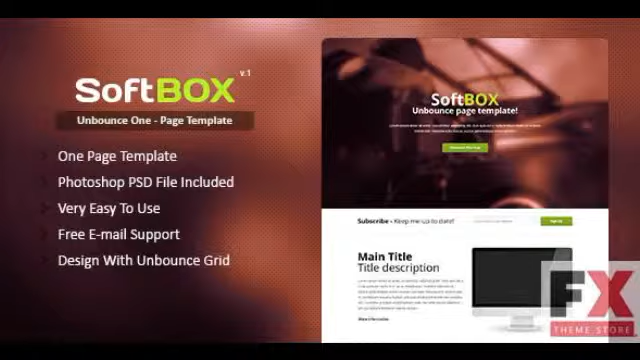 SoftBOX v.1
Unbounce One - Page Template
One Page Template
Photoshop PSD File Included
Very Easy To Use
Free E-mail Support
Design With Unbounce Grid
SoftBOX
Unbounce page template!
Subscribe - Keep me up to date!
Main Title
Title description
FX
THEME STORE